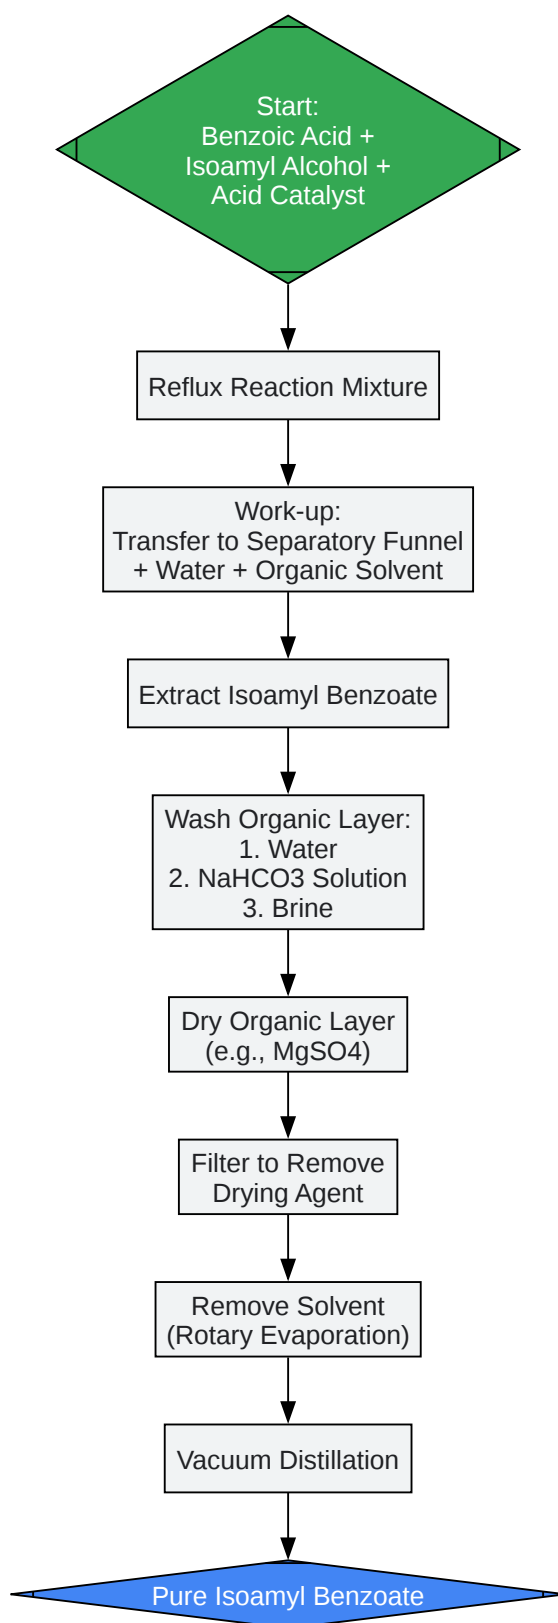 Start:
Benzoic Acid +
Isoamyl Alcohol +
Acid Catalyst
Reflux Reaction Mixture
Work-up:
Transfer to Separatory Funnel
+ Water + Organic Solvent
Extract Isoamyl Benzoate
Wash Organic Layer:
1. Water
2. NaHCO3 Solution
3. Brine
Dry Organic Layer
(e.g., MgSO4)
Filter to Remove
Drying Agent
Remove Solvent
(Rotary Evaporation)
Vacuum Distillation
Pure Isoamyl Benzoate